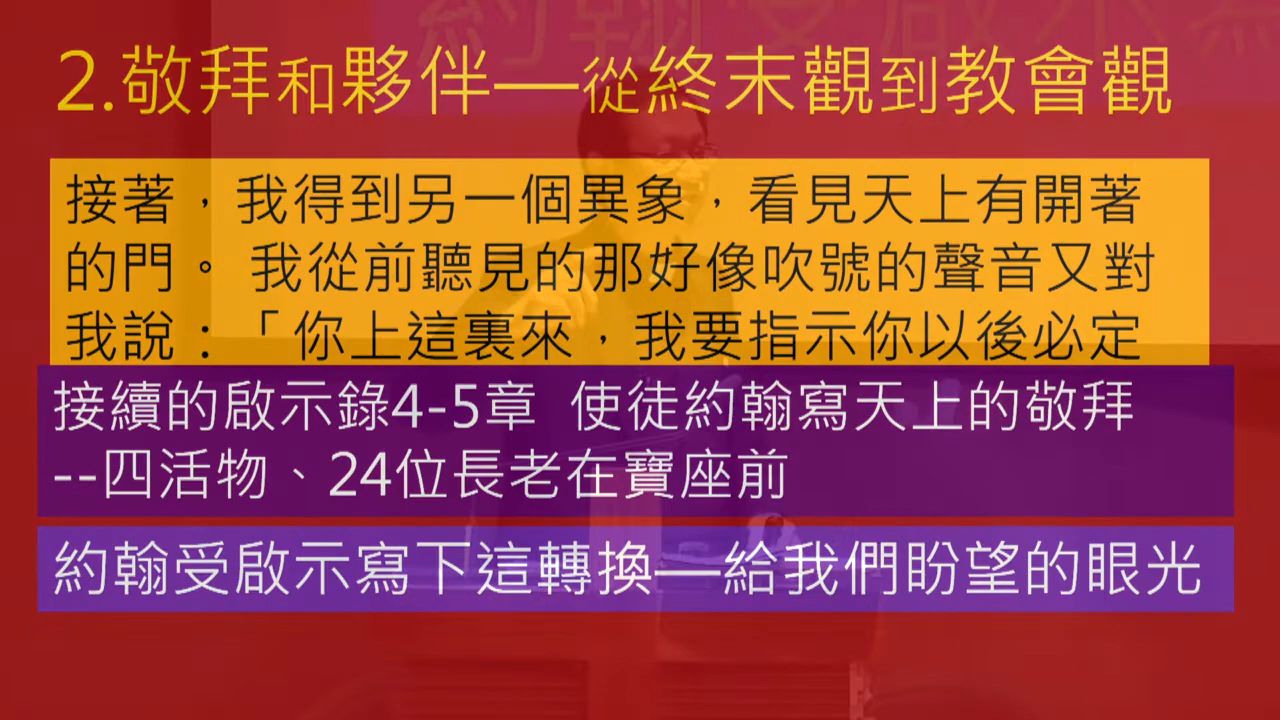 2.敬拜和夥伴—從終末觀到教會觀
接著，我得到另一個異象，看見天上有開著
的門。 我從前聽見的那好像吹號的聲音又對
我說：「你上這裏來，我要指示你以後必定
接續的啟示錄4-5章 使徒約翰寫天上的敬拜
--四活物、24位長老在寶座前
約翰受啟示寫下這轉換—給我們盼望的眼光